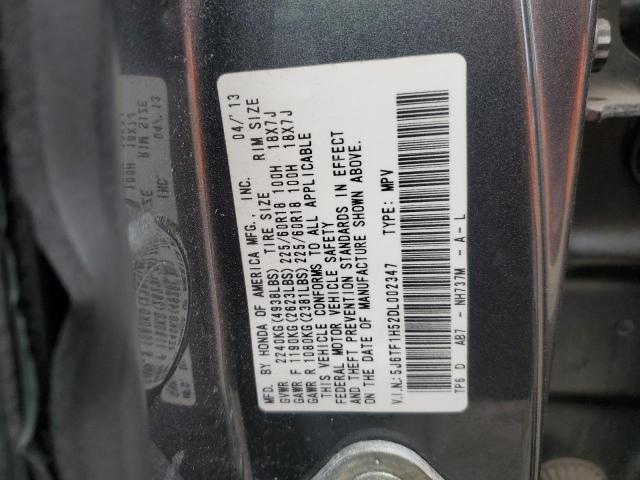 MFD. BY HONDA OF AMERICA MFG., INC. 04/13
TIRE SIZE RIM SIZE
GVWR 2240KG(4938LBS)
GAWR F 1190KG(2623LBS) 225/60R18 100H 18X7J
GAWR R 1080KG(2381LBS) 225/60R18 100H 18X7J
THIS VEHICLE CONFORMS TO ALL APPLICABLE
FEDERAL MOTOR VEHICLE SAFETY
AND THEFT PREVENTION STANDARDS IN EFFECT
ON THE DATE OF MANUFACTURE SHOWN ABOVE.
V.I.N.:5J6TF1H52DL002347 TYPE: MPV
TP6 D AB7 - NH737M - A - L